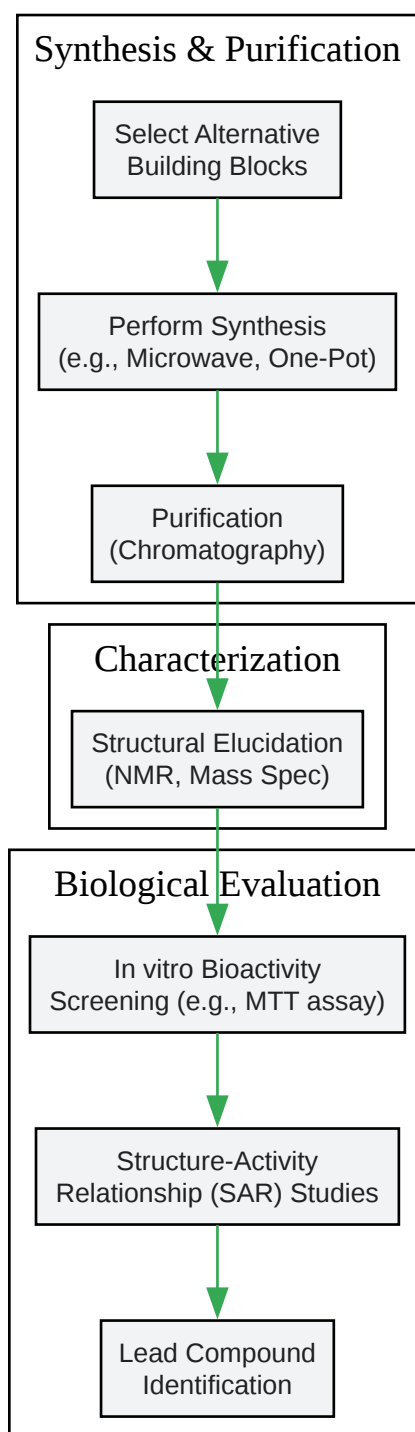 Synthesis & Purification
Select Alternative
Building Blocks
Perform Synthesis
(e.g., Microwave, One-Pot)
Purification
(Chromatography)
Characterization
Structural Elucidation
(NMR, Mass Spec)
Biological Evaluation
In vitro Bioactivity
Screening (e.g., MTT assay)
Structure-Activity
Relationship (SAR) Studies
Lead Compound
Identification